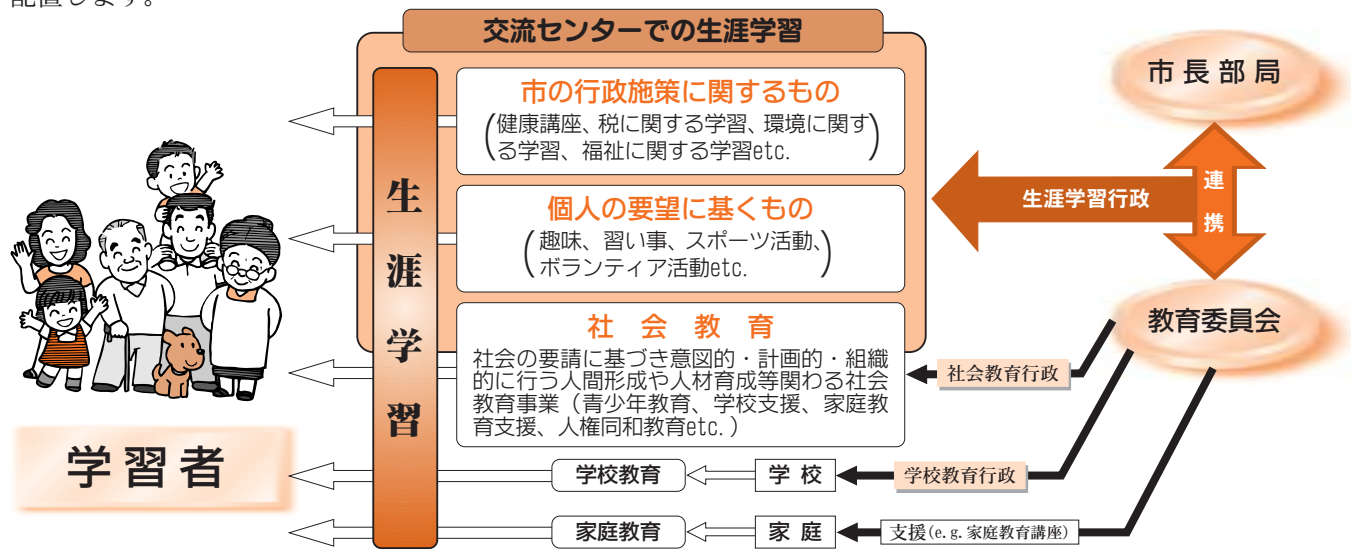 配置します。
交流センターでの生涯学習
市長部局
市の行政施策に関するもの
(健康講座、税に関する学習、環境に関す
る学習、福祉に関する学習etc.)
生涯学習
個人の要望に基くもの
(趣味、習い事、スポーツ活動、
ボランティア活動etc.)
生涯学習行政
連携
社会教育
社会の要請に基づき意図的・計画的・組織
的に行う人間形成や人材育成等関わる社会
教育事業（青少年教育、学校支援、家庭教
育支援、人権同和教育etc.）
教育委員会
社会教育行政
学習者
学校教育
学校
学校教育行政
家庭教育
家庭
支援(e.g.家庭教育講座)